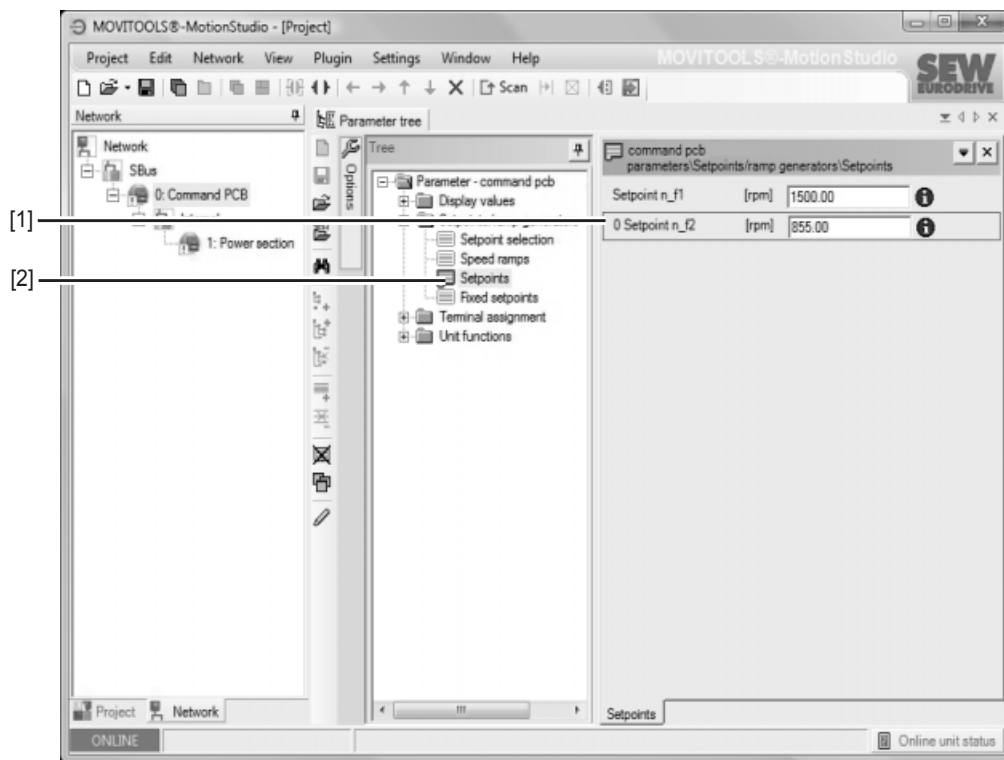 MOVITOOLS®-MotionStudio - [Project]
Project Edit Network View Plugin Settings Window Help
MOVITOOLS®-MotionStudio
SEW
EURODRIVE
Scan
Network
Parameter tree
Network
SBus
0: Command PCB
1: Power section
Options
Tree
Parameter - command pcb
Display values
Setpoint selection
Speed ramps
Setpoints
Fixed setpoints
Terminal assignment
Unit functions
command pcb
parameters\Setpoints/ramp generators\Setpoints
Setpoint n_f1 [rpm] 1500.00
0 Setpoint n_f2 [rpm] 855.00
[1]
[2]
Project Network
Setpoints
ONLINE
Online unit status